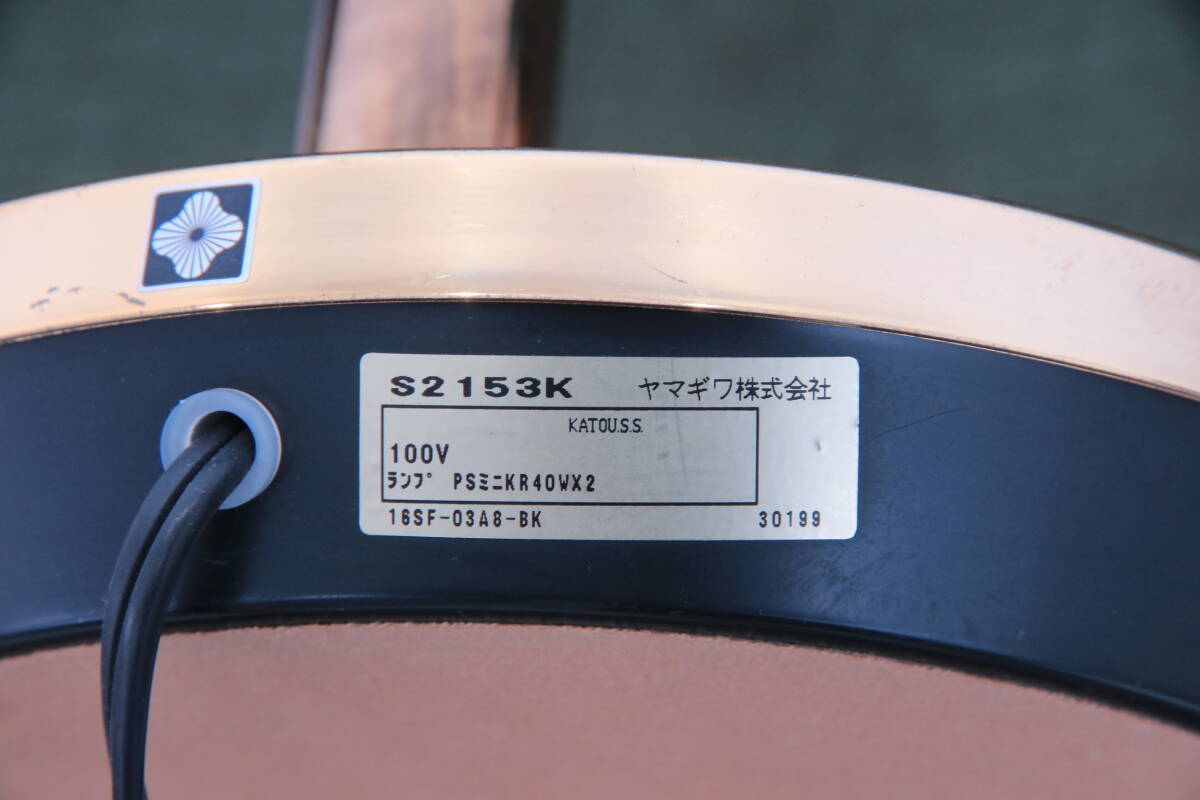 S2153K ヤマギワ株式会社
KATOU.S.S.
100V
ﾗﾝﾌﾟ PSミニKR40WX2
16SF-03A8-BK 30199